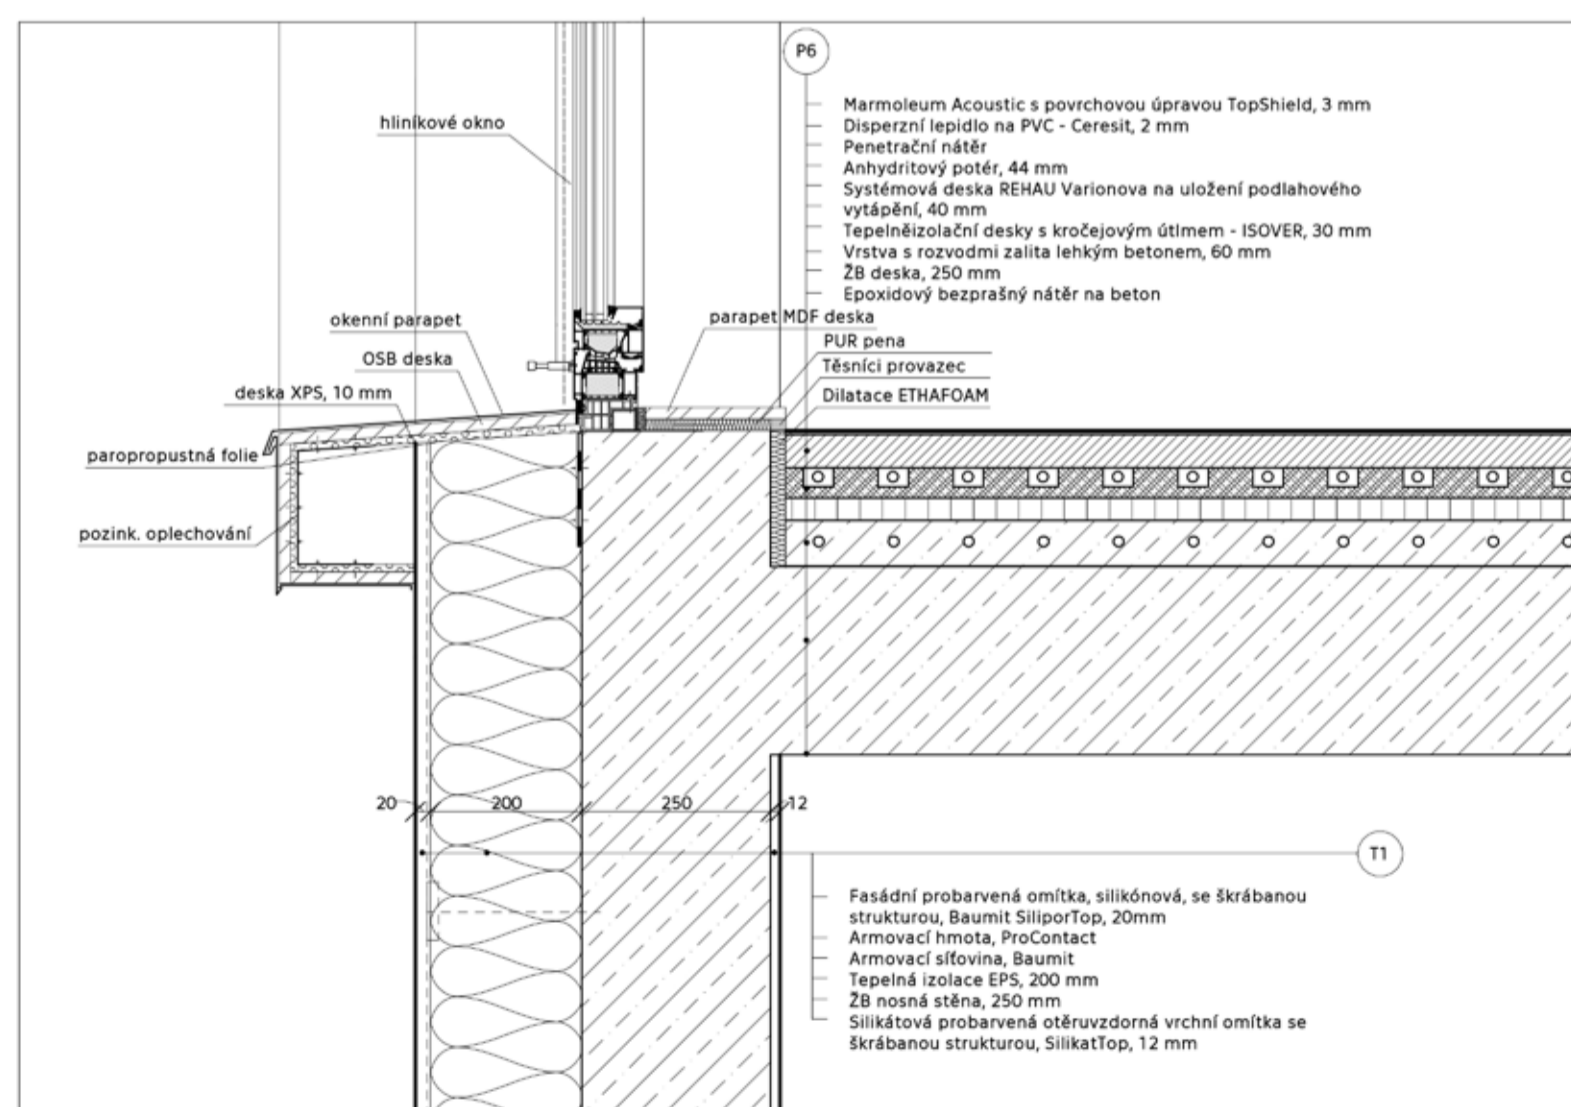 P6
Marmoleum Acoustic s povrchovou úpravou TopShield, 3 mm
Disperzní lepidlo na PVC - Ceresit, 2 mm
Penetrační nátěr
Anhydritový potér, 44 mm
Systémová deska REHAU Varionova na uložení podlahového
vytápění, 40 mm
Tepelněizolační desky s kročejovým útlmem - ISOVER, 30 mm
Vrstva s rozvodmi zalita lehkým betonem, 60 mm
ŽB deska, 250 mm
Epoxidový bezprašný nátěr na beton
hliníkové okno
okenní parapet
OSB deska
deska XPS, 10 mm
paropropustná folie
pozink. oplechování
parapet MDF deska
PUR pena
Těsníci provazec
Dilatace ETHAFOAM
20
200
250
12
T1
Fasádní probarvená omítka, silikónová, se škrábanou
strukturou, Baumit SiliporTop, 20mm
Armovací hmota, ProContact
Armovací síťovina, Baumit
Tepelná izolace EPS, 200 mm
ŽB nosná stěna, 250 mm
Silikátová probarvená otěruvzdorná vrchní omítka se
škrábanou strukturou, SilikatTop, 12 mm